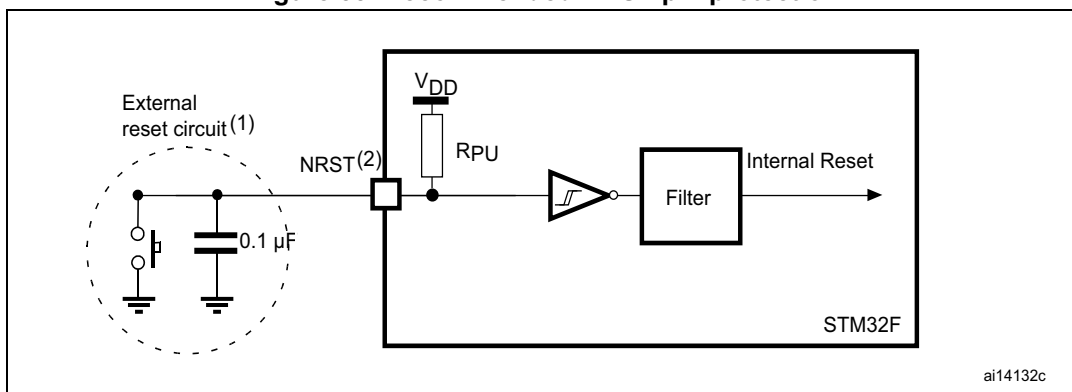 External
reset circuit(1)
NRST(2)
VDD
RPU
Internal Reset
Filter
0.1 μF
STM32F
ai14132c